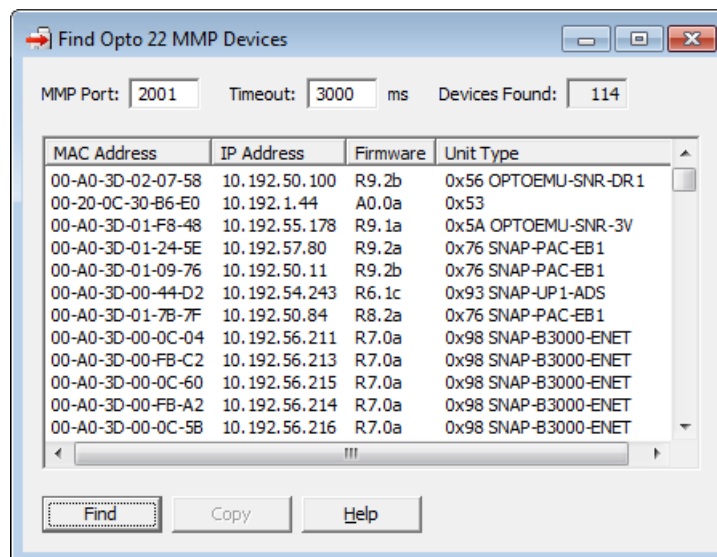 Find Opto 22 MMP Devices
MMP Port: 2001 Timeout: 3000 ms Devices Found: 114
MAC Address IP Address Firmware Unit Type
00-A0-3D-02-07-58 10.192.50.100 R9.2b 0x56 OPTOEMU-SNR-DR1
00-20-0C-30-B6-E0 10.192.1.44 A0.0a 0x53
00-A0-3D-01-F8-48 10.192.55.178 R9.1a 0x5A OPTOEMU-SNR-3V
00-A0-3D-01-24-5E 10.192.57.80 R9.2a 0x76 SNAP-PAC-EB1
00-A0-3D-01-09-76 10.192.50.11 R9.2b 0x76 SNAP-PAC-EB1
00-A0-3D-00-44-D2 10.192.54.243 R6.1c 0x93 SNAP-UP1-ADS
00-A0-3D-01-7B-7F 10.192.50.84 R8.2a 0x76 SNAP-PAC-EB1
00-A0-3D-00-0C-04 10.192.56.211 R7.0a 0x98 SNAP-B3000-ENET
00-A0-3D-00-FB-C2 10.192.56.213 R7.0a 0x98 SNAP-B3000-ENET
00-A0-3D-00-0C-60 10.192.56.215 R7.0a 0x98 SNAP-B3000-ENET
00-A0-3D-00-FB-A2 10.192.56.214 R7.0a 0x98 SNAP-B3000-ENET
00-A0-3D-00-0C-5B 10.192.56.216 R7.0a 0x98 SNAP-B3000-ENET
Find Copy Help